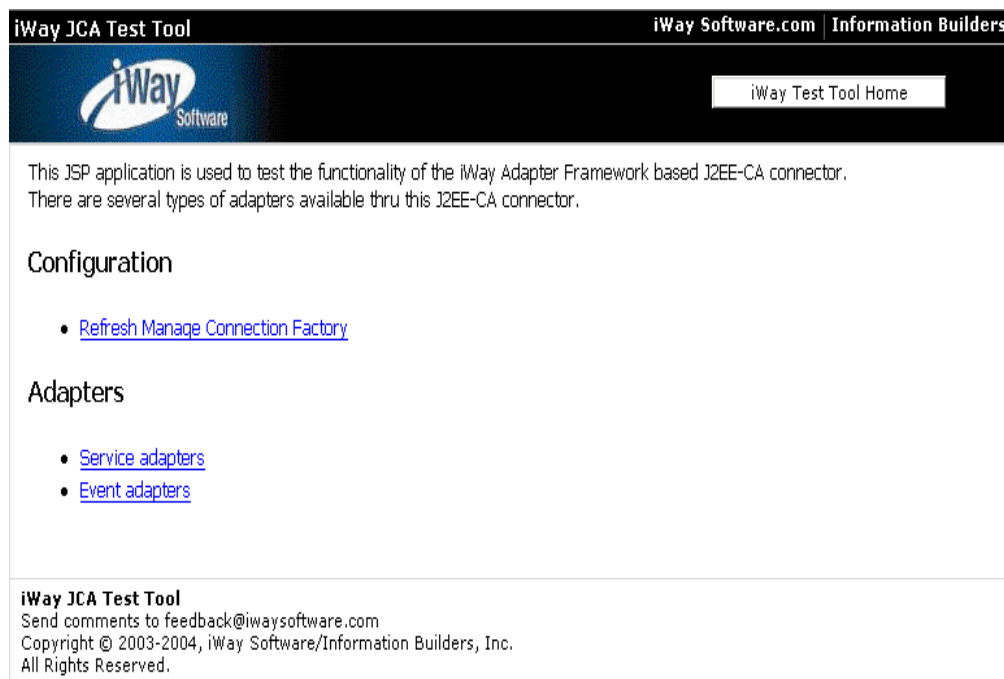 iWay JCA Test Tool
iWay Software.com | Information Builders
iWay
Software
iWay Test Tool Home
This JSP application is used to test the functionality of the iWay Adapter Framework based J2EE-CA connector.
There are several types of adapters available thru this J2EE-CA connector.
Configuration
• Refresh Manage Connection Factory
Adapters
• Service adapters
• Event adapters
iWay JCA Test Tool
Send comments to feedback@iwaysoftware.com
Copyright © 2003-2004, iWay Software/Information Builders, Inc.
All Rights Reserved.